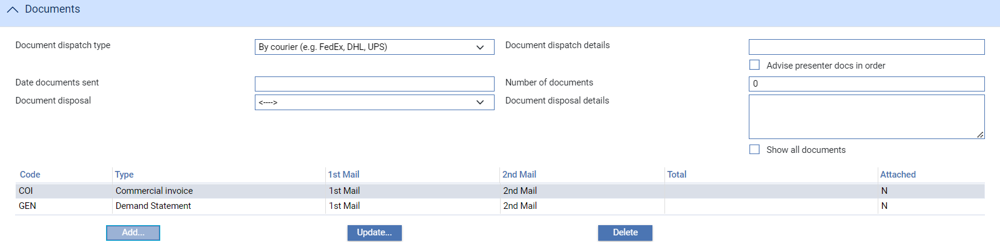 Documents
Document dispatch type By courier (e.g. FedEx, DHL, UPS) Document dispatch details
Advise presenter docs in order
Date documents sent Number of documents 0
Document disposal <----> Document disposal details
Show all documents
Code Type 1st Mail 2nd Mail Total Attached
COI Commercial invoice 1st Mail 2nd Mail N
GEN Demand Statement 1st Mail 2nd Mail N
Add... Update... Delete